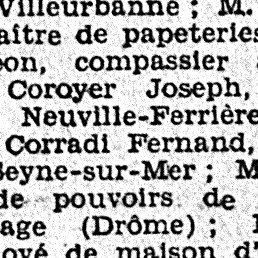 Villeurbanne ; M.
aître de papeteries
on, compassier
Coroyer Joseph,
Neuville-Ferrière
Corradi Fernand,
Seyne-sur-Mer ; M
de pouvoirs de
age (Drôme) ;
oyé de maison d'